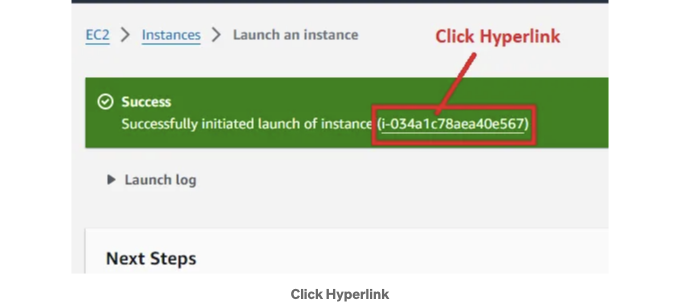 EC2 > Instances > Launch an instance
Click Hyperlink
Success
Successfully initiated launch of instance (i-034a1c78aea40e567)
Launch log
Next Steps
Click Hyperlink